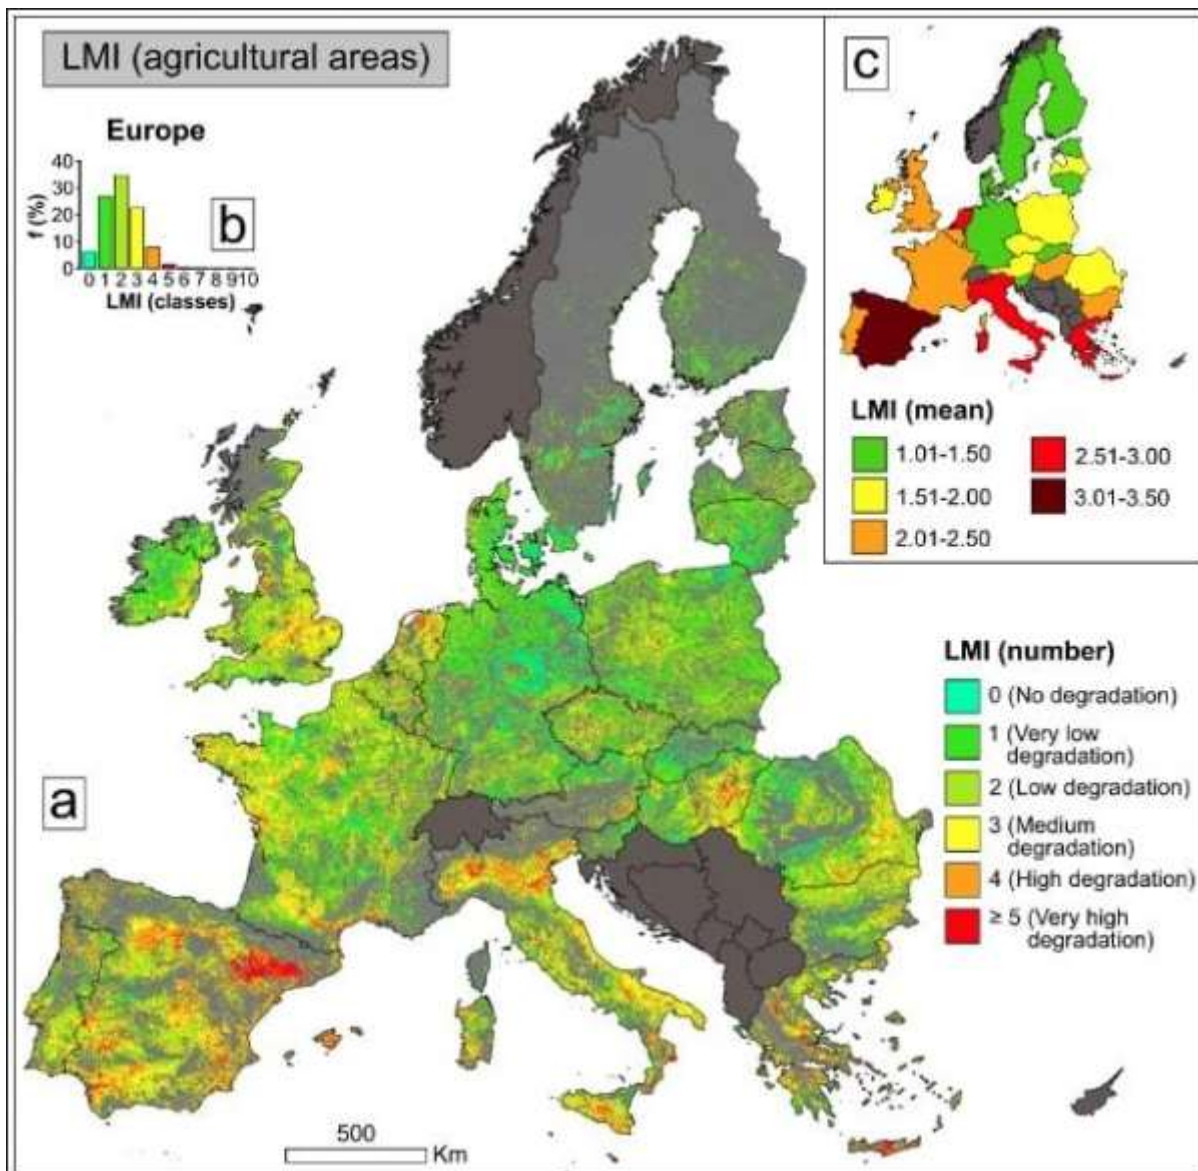 LMI (agricultural areas)
Europe
f (%)
40
30
20
10
0
0 1 2 3 4 5 6 7 8 9 10
LMI (classes)
b
c
LMI (mean)
1.01-1.50
1.51-2.00
2.01-2.50
2.51-3.00
3.01-3.50
a
LMI (number)
0 (No degradation)
1 (Very low
degradation)
2 (Low degradation)
3 (Medium
degradation)
4 (High degradation)
≥ 5 (Very high
degradation)
500
Km